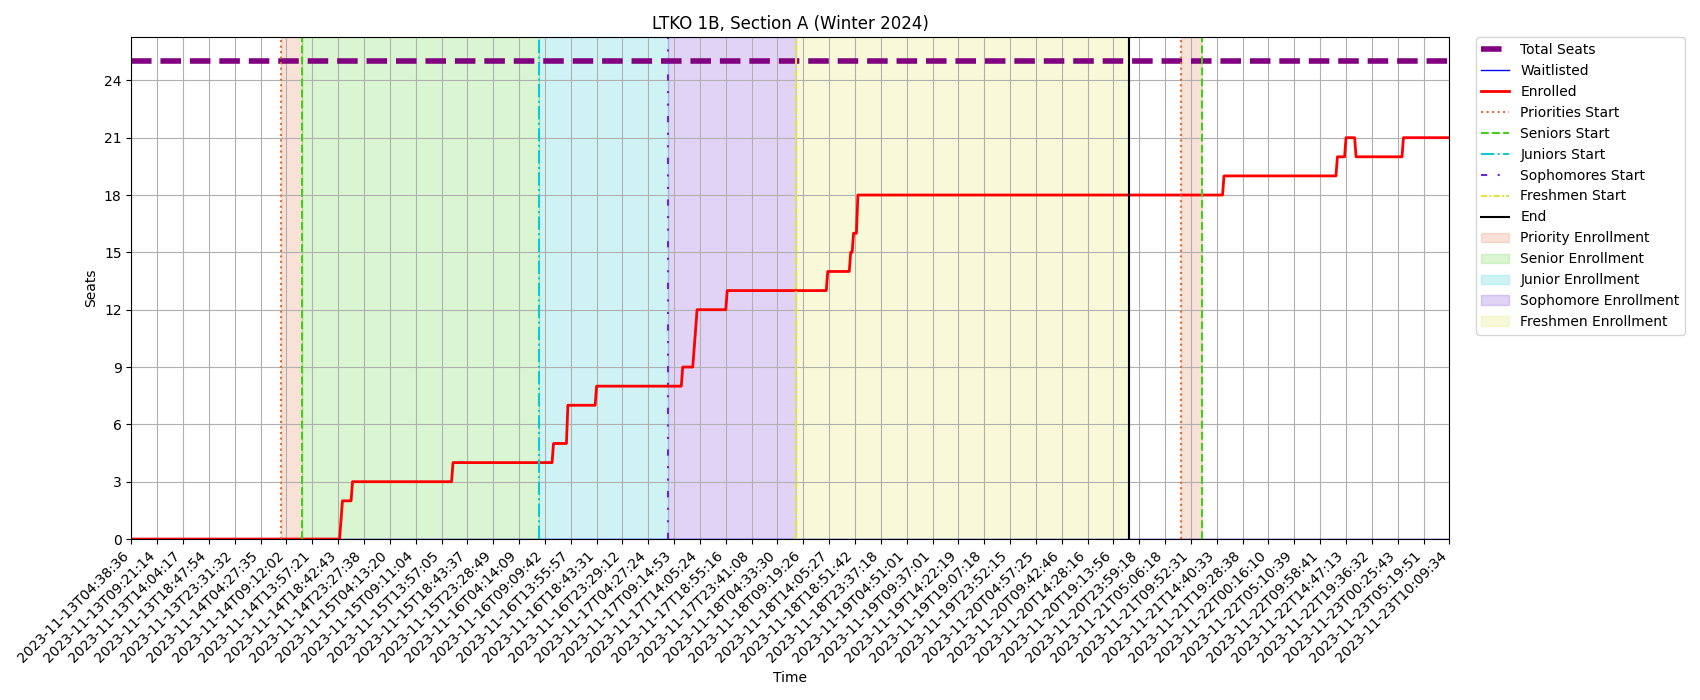 LTKO 1B, Section A (Winter 2024)
Seats
24
21
18
15
12
9
6
3
0
2023-11-13T04:38:36
2023-11-13T09:21:14
2023-11-13T14:04:17
2023-11-13T18:47:54
2023-11-13T23:31:32
2023-11-14T04:27:35
2023-11-14T09:12:02
2023-11-14T13:57:21
2023-11-14T18:42:43
2023-11-14T23:27:38
2023-11-15T04:13:20
2023-11-15T09:11:04
2023-11-15T13:57:05
2023-11-15T18:43:37
2023-11-15T23:28:49
2023-11-16T04:14:09
2023-11-16T09:09:42
2023-11-16T13:55:57
2023-11-16T18:43:31
2023-11-16T23:29:12
2023-11-17T04:27:24
2023-11-17T09:14:53
2023-11-17T14:05:24
2023-11-17T18:55:16
2023-11-17T23:41:08
2023-11-18T04:33:30
2023-11-18T09:19:26
2023-11-18T14:05:27
2023-11-18T18:51:42
2023-11-18T23:37:18
2023-11-19T04:51:01
2023-11-19T09:37:01
2023-11-19T14:22:19
2023-11-19T19:07:18
2023-11-19T23:52:15
2023-11-20T04:57:25
2023-11-20T09:42:46
2023-11-20T14:28:16
2023-11-20T19:13:56
2023-11-20T23:59:18
2023-11-21T05:06:18
2023-11-21T09:52:31
2023-11-21T14:40:33
2023-11-21T19:28:38
2023-11-22T00:16:10
2023-11-22T05:10:39
2023-11-22T09:58:41
2023-11-22T14:47:13
2023-11-22T19:36:32
2023-11-23T00:25:43
2023-11-23T05:19:51
2023-11-23T10:09:34
Time
Total Seats
Waitlisted
Enrolled
Priorities Start
Seniors Start
Juniors Start
Sophomores Start
Freshmen Start
End
Priority Enrollment
Senior Enrollment
Junior Enrollment
Sophomore Enrollment
Freshmen Enrollment